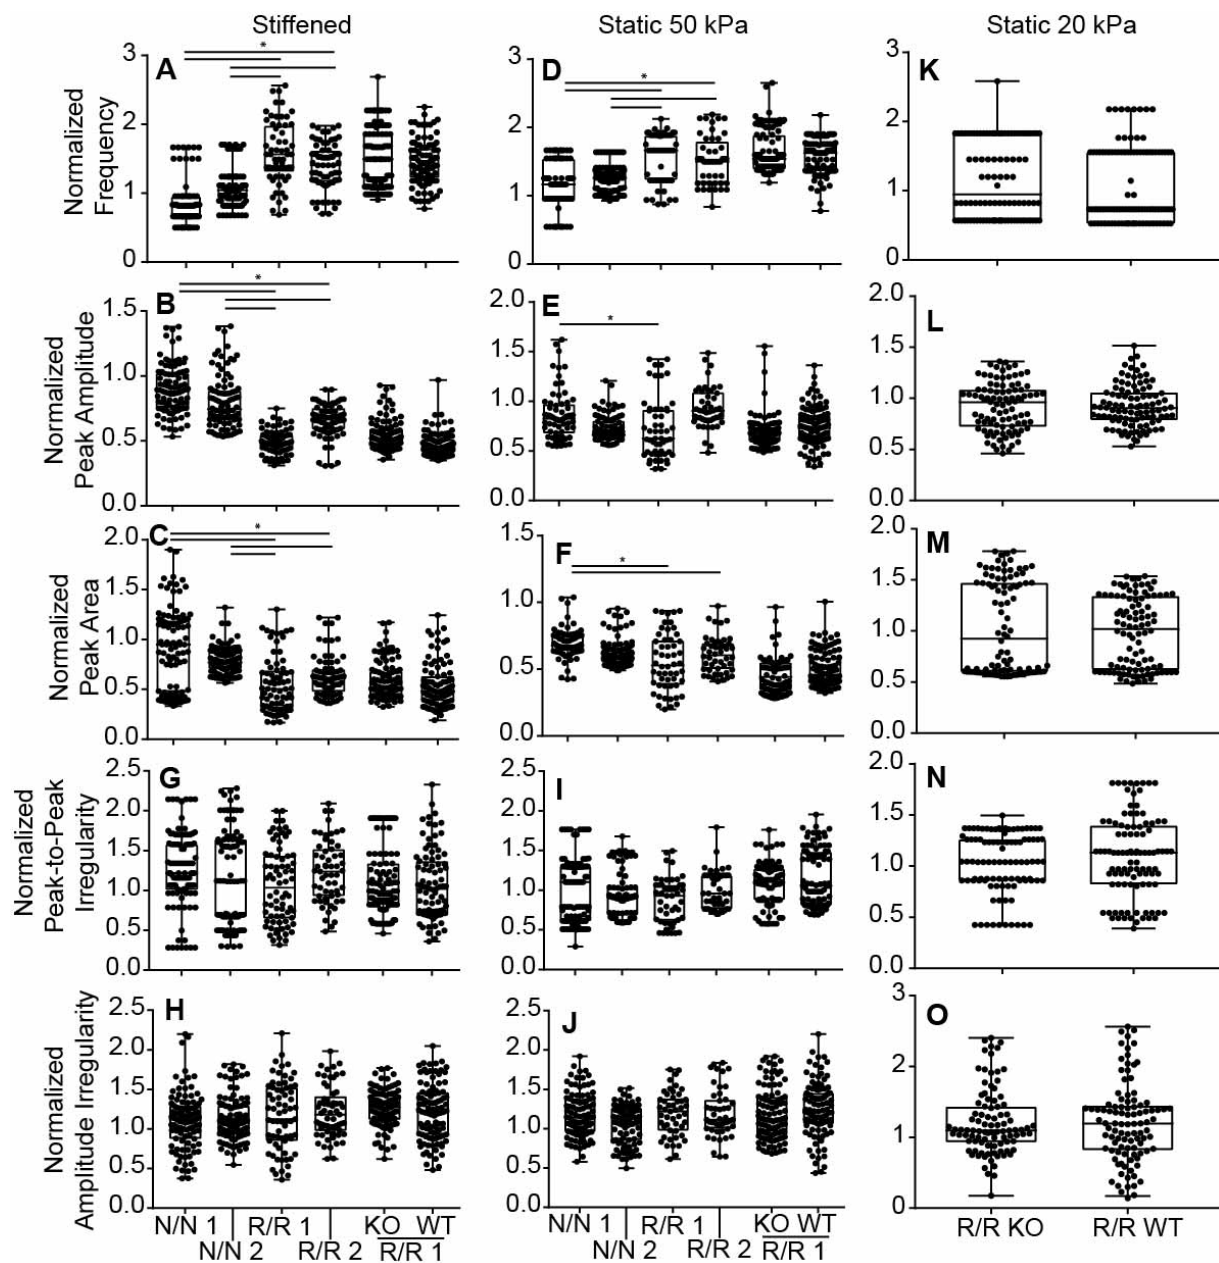 Stiffened Static 50 kPa Static 20 kPa
Normalized
Frequency
A
*
3
2
1
0
D
*
3
2
1
0
K
3
2
1
0
Normalized
Peak Amplitude
B
*
1.5
1.0
0.5
0.0
E
*
2.0
1.5
1.0
0.5
0.0
L
2.0
1.5
1.0
0.5
0.0
Normalized
Peak Area
C
*
2.0
1.0
0.5
0.0
F
*
1.5
1.0
0.5
0.0
M
2.0
1.5
1.0
0.5
0.0
Normalized
Peak-to-Peak
Irregularity
G
2.5
2.0
1.5
1.0
0.5
0.0
I
2.5
2.0
1.5
1.0
0.5
0.0
N
2.0
1.5
1.0
0.5
0.0
Normalized
Amplitude Irregularity
H
2.5
2.0
1.5
1.0
0.5
0.0
J
2.5
2.0
1.5
1.0
0.5
0.0
O
3
2
1
0
N/N 1 R/R 1 KO WT
N/N 2 R/R 2 R/R 1
N/N 1 R/R 1 KO WT
N/N 2 R/R 2 R/R 1
R/R KO R/R WT